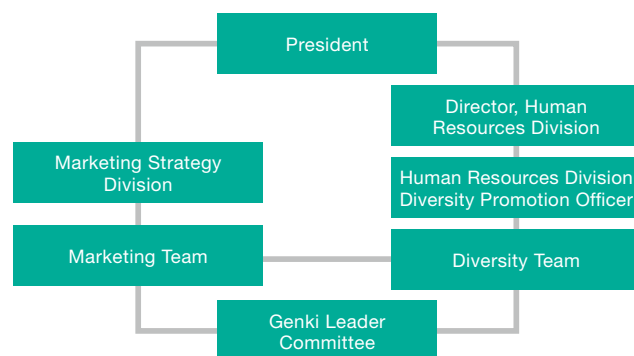 President
Director, Human
Resources Division
Marketing Strategy
Division
Human Resources Division
Diversity Promotion Officer
Marketing Team
Diversity Team
Genki Leader
Committee